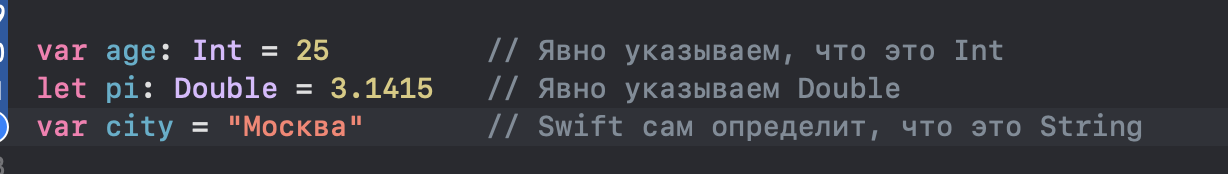 var age: Int = 25 // Явно указываем, что это Int
let pi: Double = 3.1415 // Явно указываем Double
var city = "Москва" // Swift сам определит, что это String